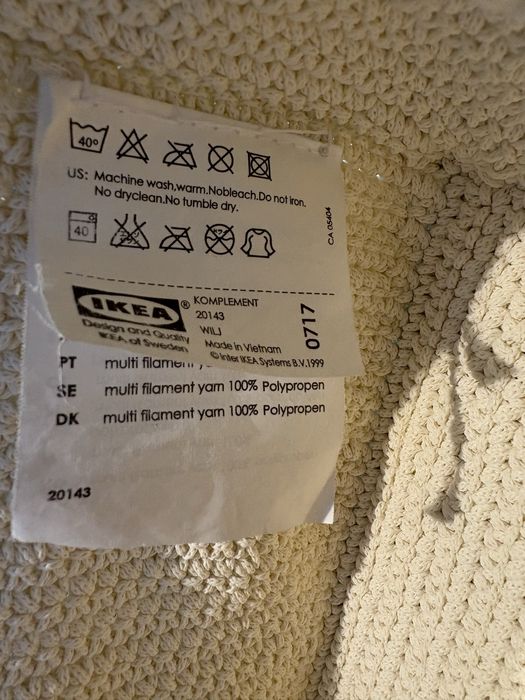 40°
US: Machine wash,warm.Nobleach.Do not iron.
No dryclean.No tumble dry.
40
CA 05404
IKEA®
Design and Quality
IKEA of Sweden
KOMPLEMENT
20143
WILJ
Made in Vietnam
© Inter IKEA Systems B.V.1999
0717
PT multi filament
SE multi filament yarn 100% Polypropen
DK multi filament yarn 100% Polypropen
20143